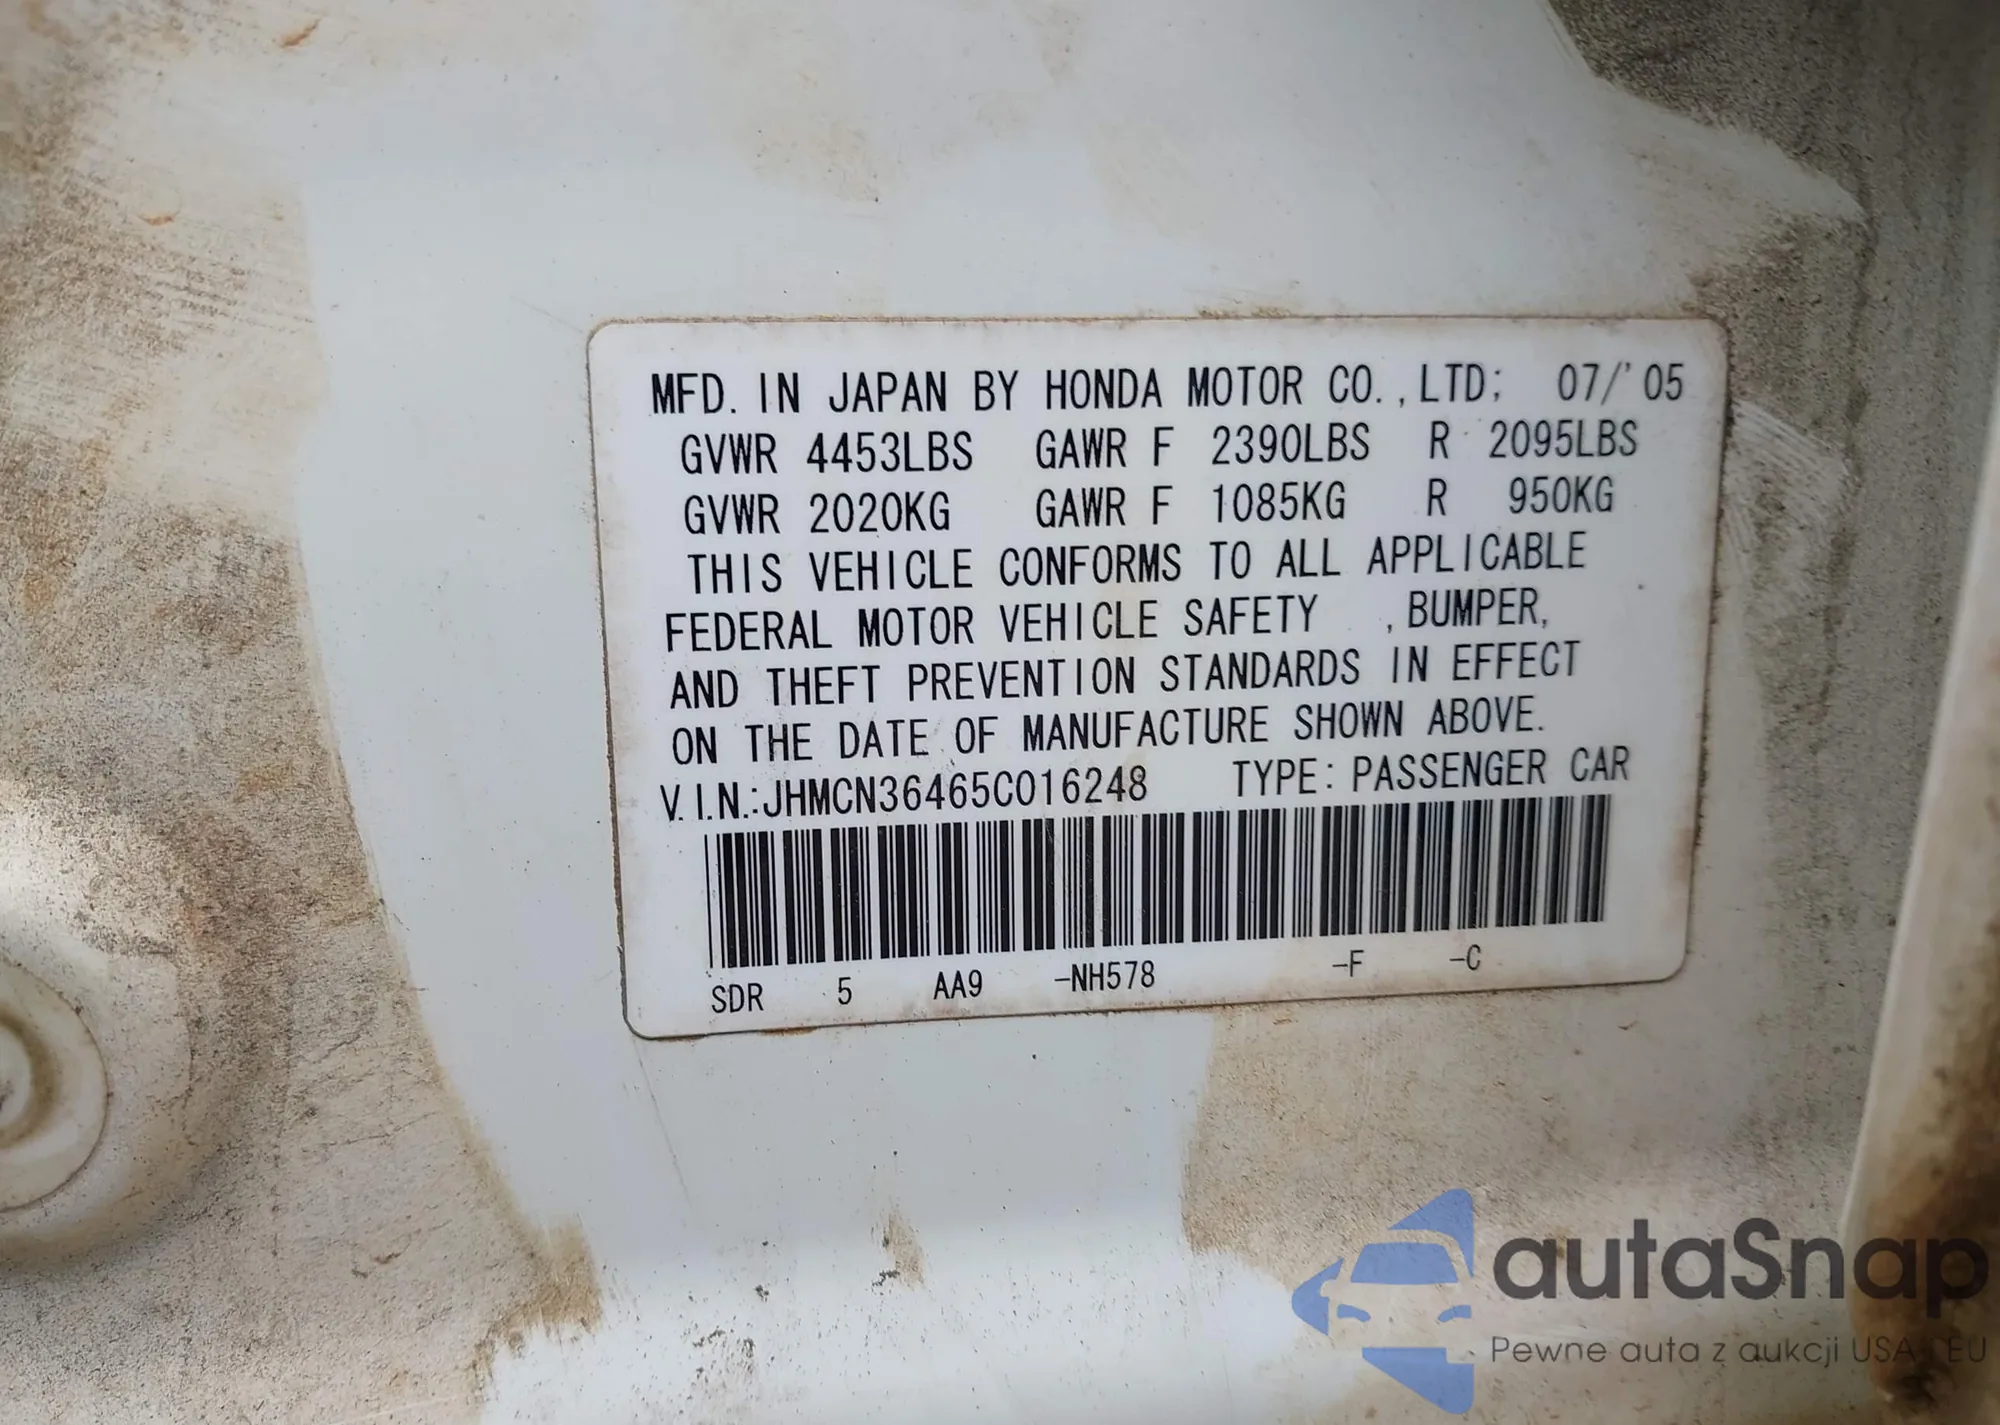 MFD. IN JAPAN BY HONDA MOTOR CO.,LTD; 07/'05
GVWR 4453LBS GAWR F 2390LBS R 2095LBS
GVWR 2020KG GAWR F 1085KG R 950KG
THIS VEHICLE CONFORMS TO ALL APPLICABLE
FEDERAL MOTOR VEHICLE SAFETY , BUMPER,
AND THEFT PREVENTION STANDARDS IN EFFECT
ON THE DATE OF MANUFACTURE SHOWN ABOVE.
V.I.N.:JHMCN36465C016248 TYPE: PASSENGER CAR
SDR 5 AA9 -NH578 -F -C
autaSnap
Pewne auta z aukcji USA i EU